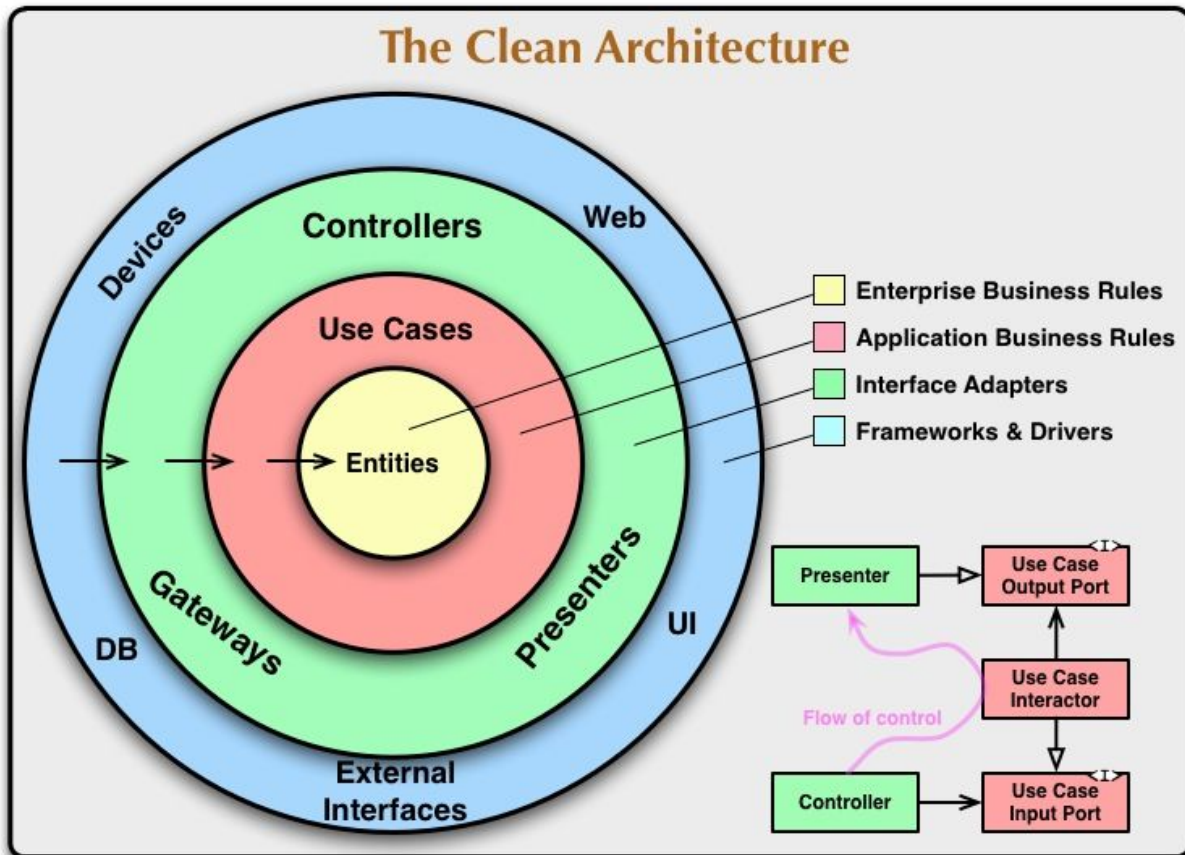 The Clean Architecture
Devices
Web
Controllers
Use Cases
Entities
Gateways
Presenters
DB
UI
External
Interfaces
Enterprise Business Rules
Application Business Rules
Interface Adapters
Frameworks & Drivers
Presenter
<I>
Use Case
Output Port
Use Case
Interactor
Flow of control
Controller
<I>
Use Case
Input Port